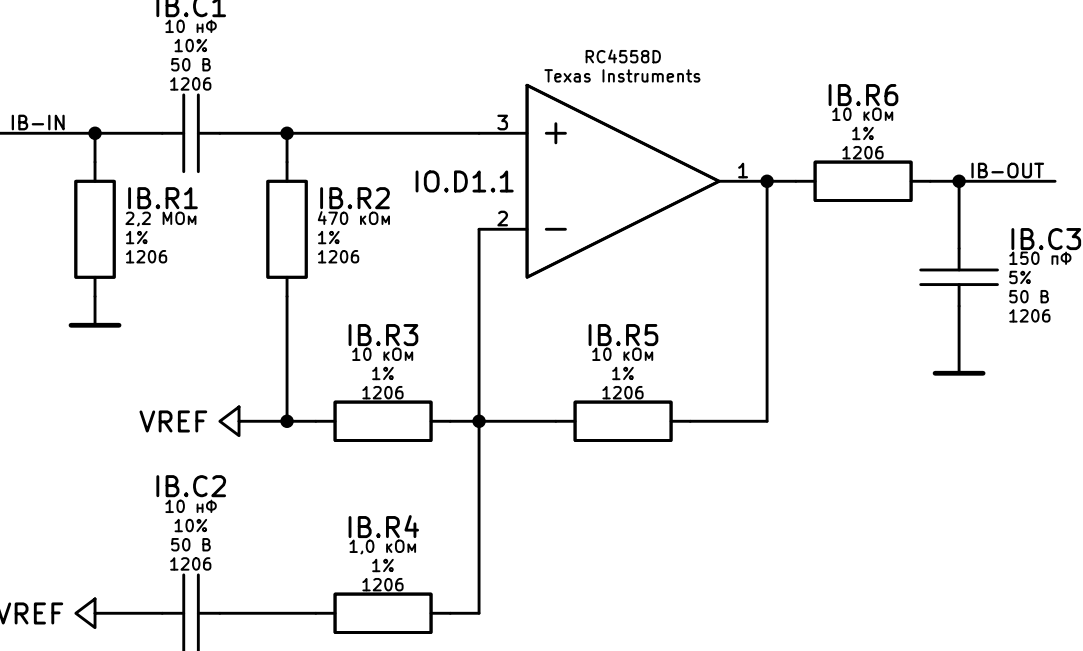 IB.C1
10 нФ
10%
50 В
1206
IB-IN
IB.R1
2,2 МОм
1%
1206
IB.R2
470 кОм
1%
1206
RC4558D
Texas Instruments
3
+
IO.D1.1
2
−
1
IB.R6
10 кОм
1%
1206
IB-OUT
IB.C3
150 пФ
5%
50 В
1206
IB.R3
10 кОм
1%
1206
IB.R5
10 кОм
1%
1206
VREF
IB.C2
10 нФ
10%
50 В
1206
IB.R4
1,0 кОм
1%
1206
VREF